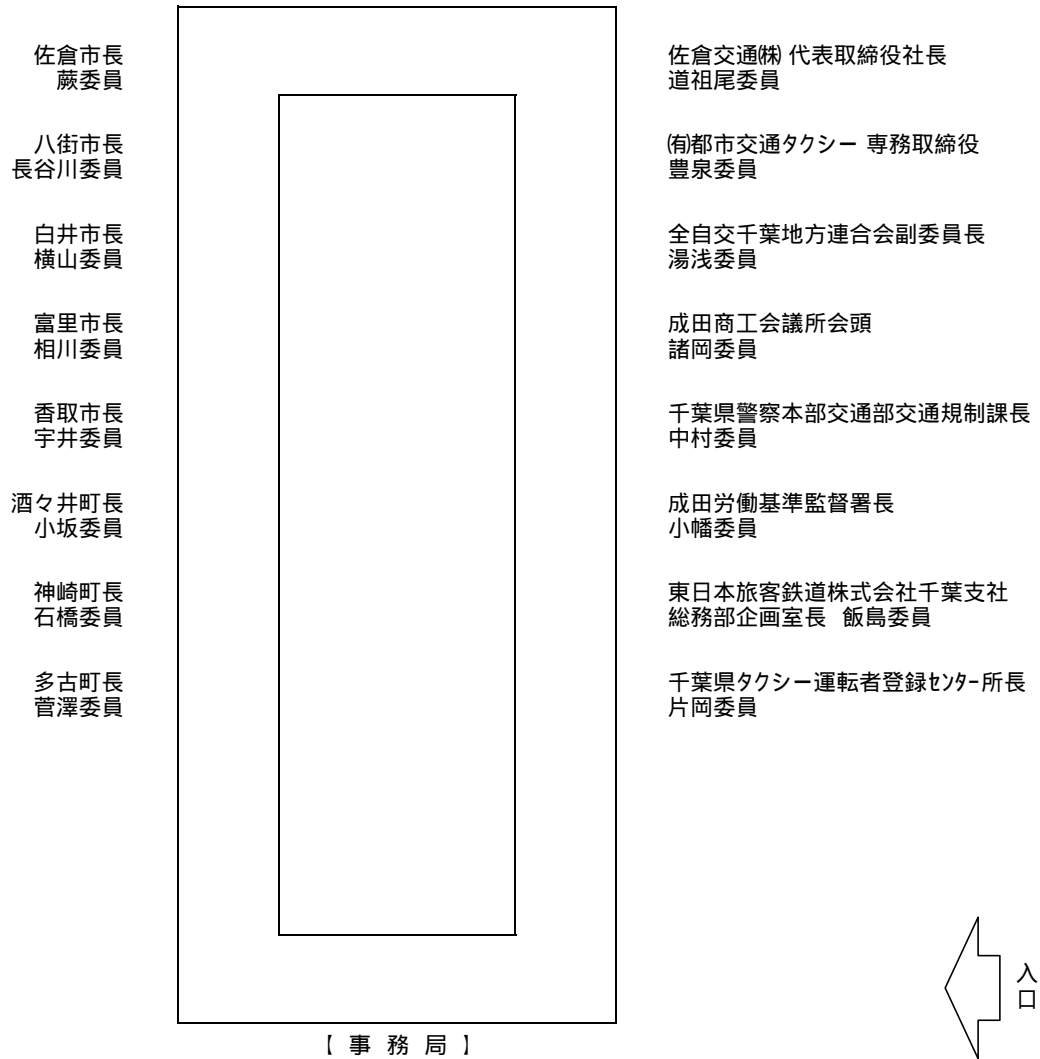 佐倉市長
蕨委員
八街市長
長谷川委員
白井市長
横山委員
富里市長
相川委員
香取市長
宇井委員
酒々井町長
小坂委員
神崎町長
石橋委員
多古町長
菅澤委員
佐倉交通㈱ 代表取締役社長
道祖尾委員
㈲都市交通タクシー 専務取締役
豊泉委員
全自交千葉地方連合会副委員長
湯浅委員
成田商工会議所会頭
諸岡委員
千葉県警察本部交通部交通規制課長
中村委員
成田労働基準監督署長
小幡委員
東日本旅客鉄道株式会社千葉支社
総務部企画室長 飯島委員
千葉県タクシー運転者登録ｾﾝﾀｰ所長
片岡委員
入口
【 事 務 局 】